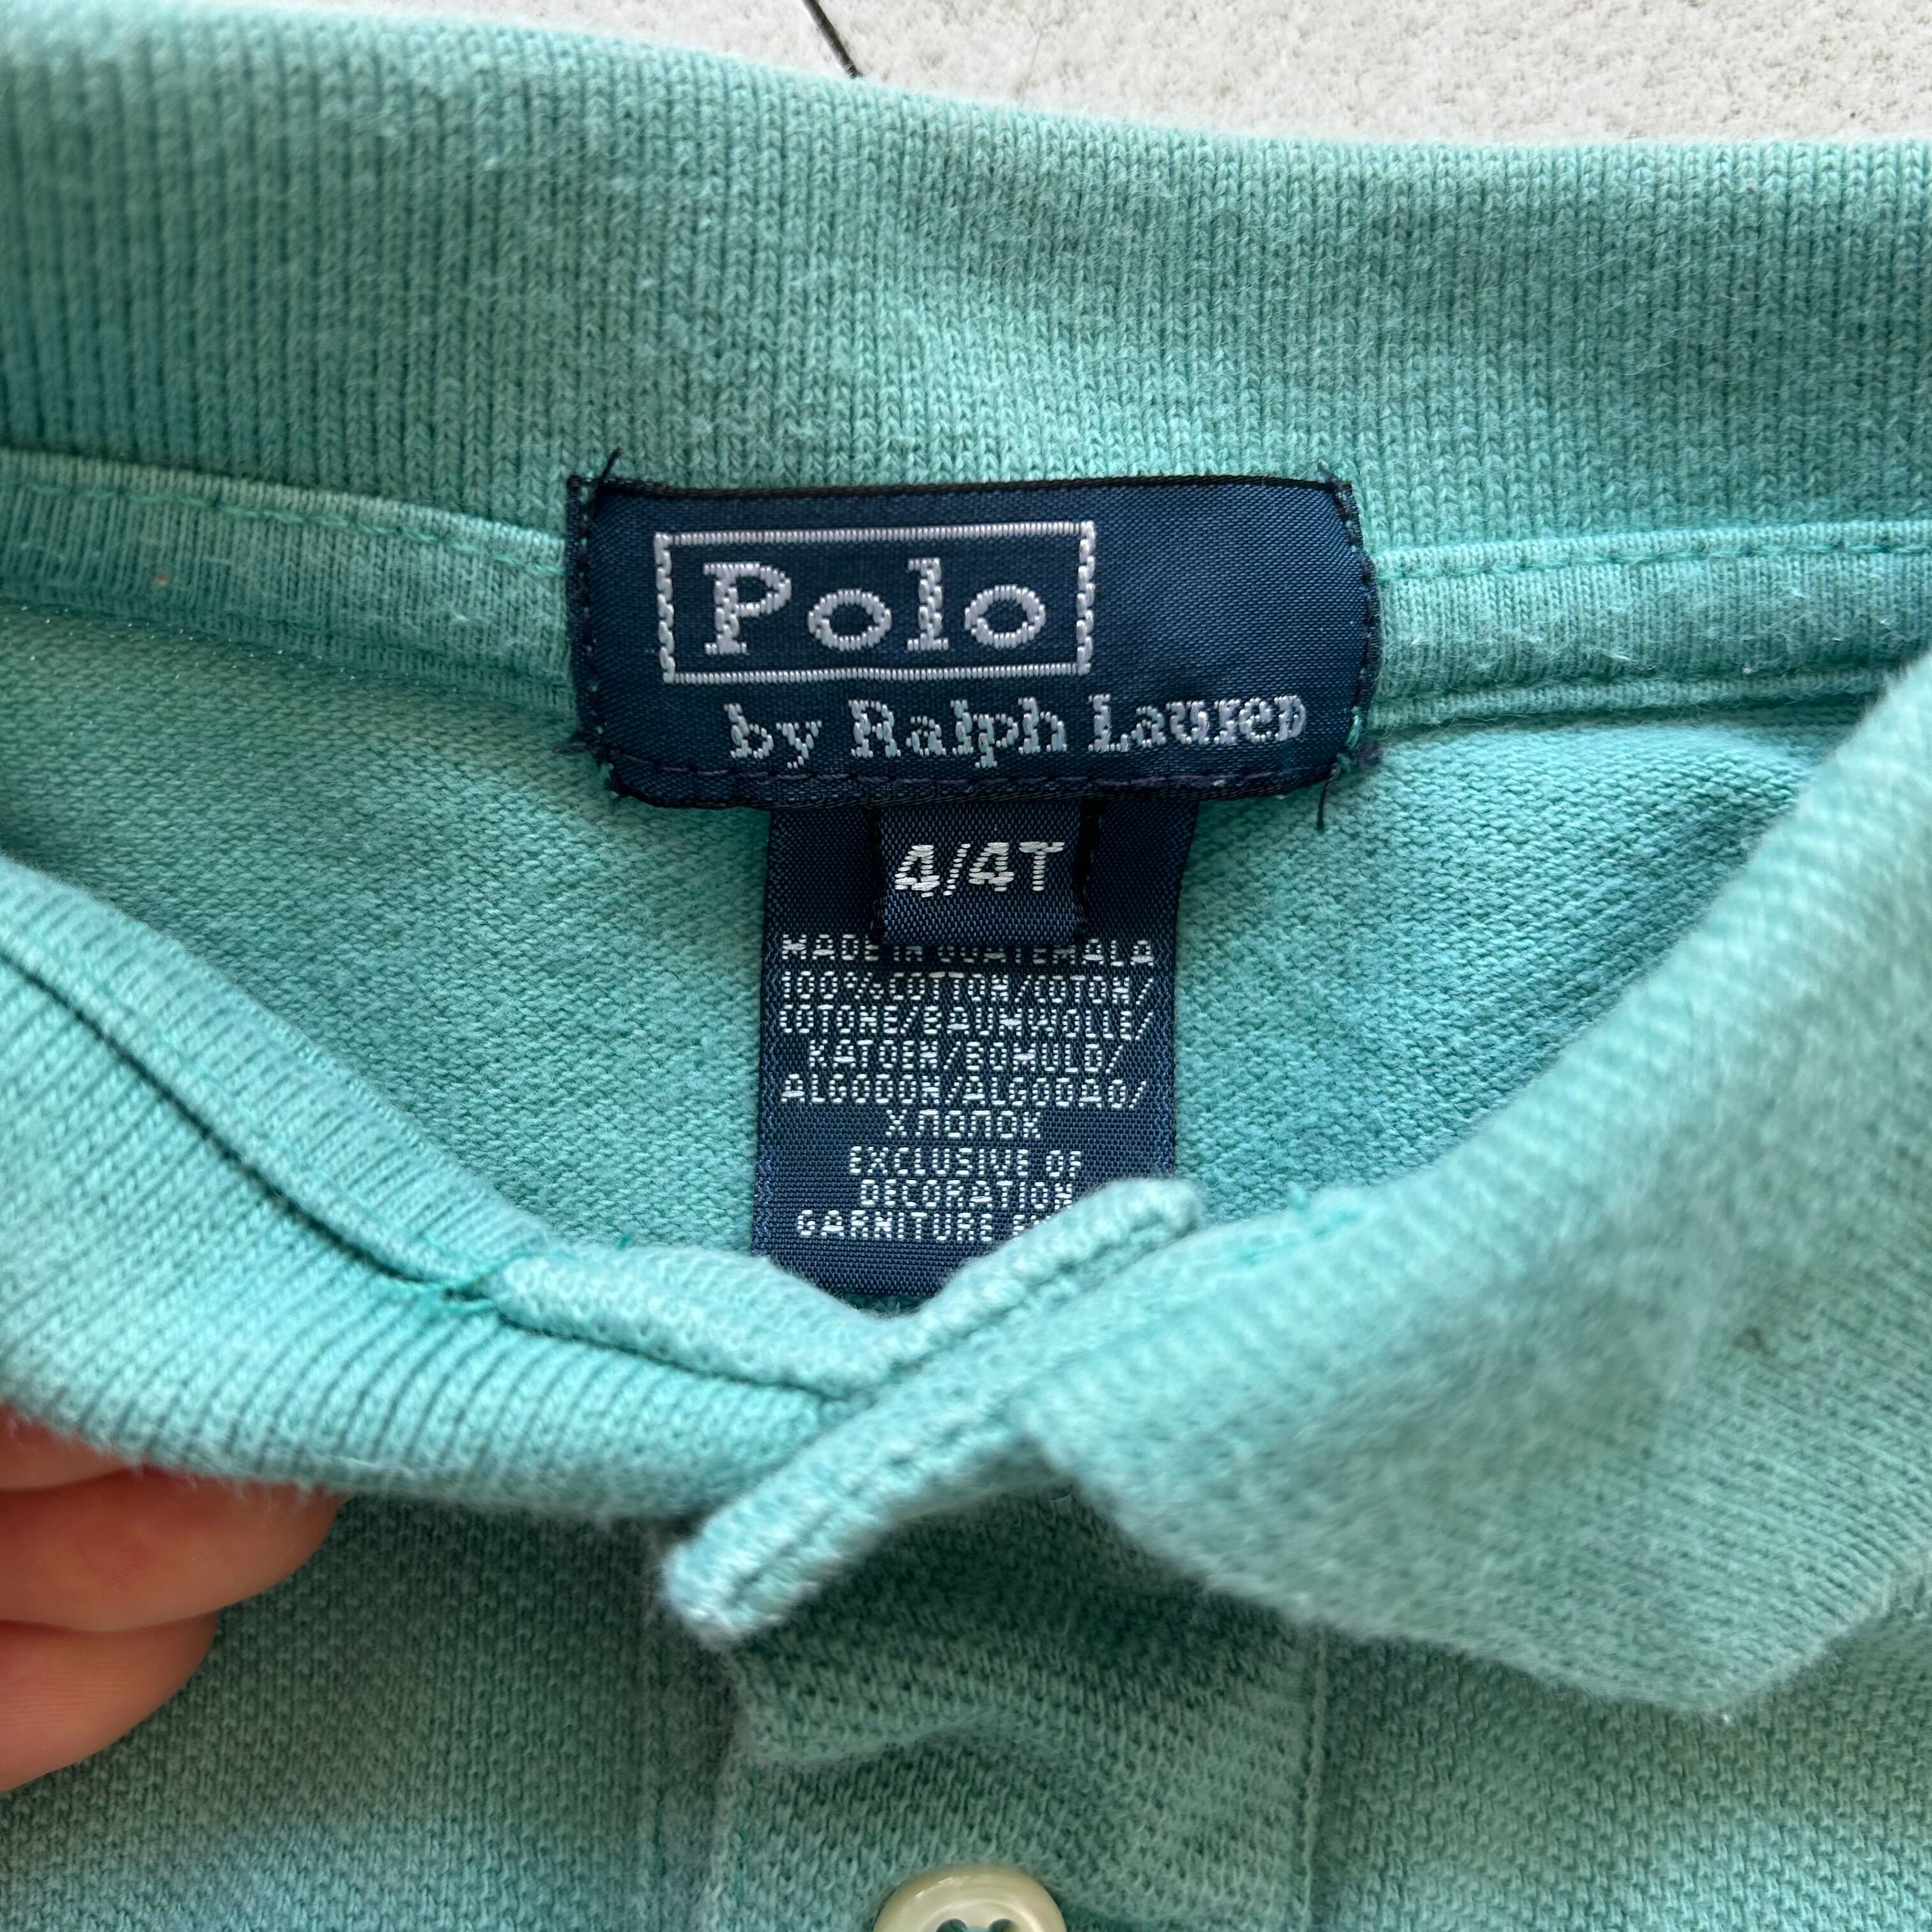 Polo
by Ralph Lauren
4/4T
MADE IN GUATEMALA
100% COTTON/COTON/
COTONE/BAUMWOLLE/
KATOEN/BOMULD/
ALGODON/ALGODAO/
ХЛОПОК
EXCLUSIVE OF
DECORATION
GARNITURE